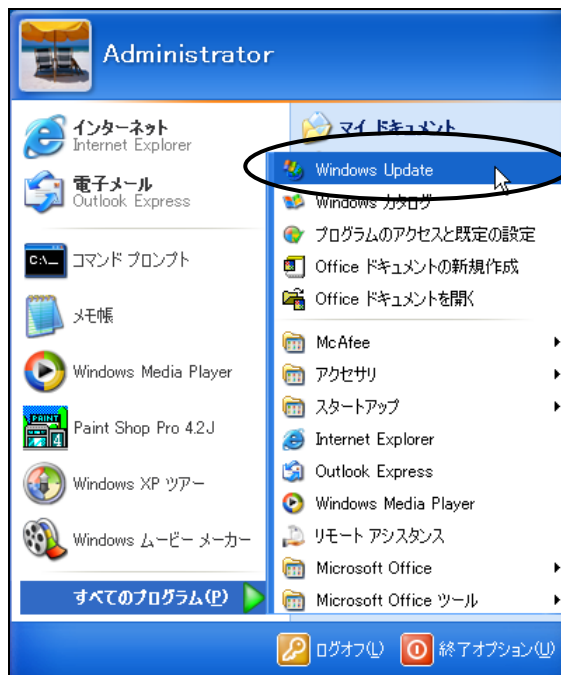 Administrator
インターネット
Internet Explorer
電子メール
Outlook Express
C:\_
コマンド プロンプト
メモ帳
Windows Media Player
PAINT
4
Paint Shop Pro 4.2J
Windows XP ツアー
Windows ムービー メーカー
すべてのプログラム(P)
マイ ドキュメント
Windows Update
Windows カタログ
プログラムのアクセスと既定の設定
Office ドキュメントの新規作成
Office ドキュメントを開く
McAfee
アクセサリ
スタートアップ
Internet Explorer
Outlook Express
Windows Media Player
リモート アシスタンス
Microsoft Office
Microsoft Office ツール
ログオフ(L)
終了オプション(U)